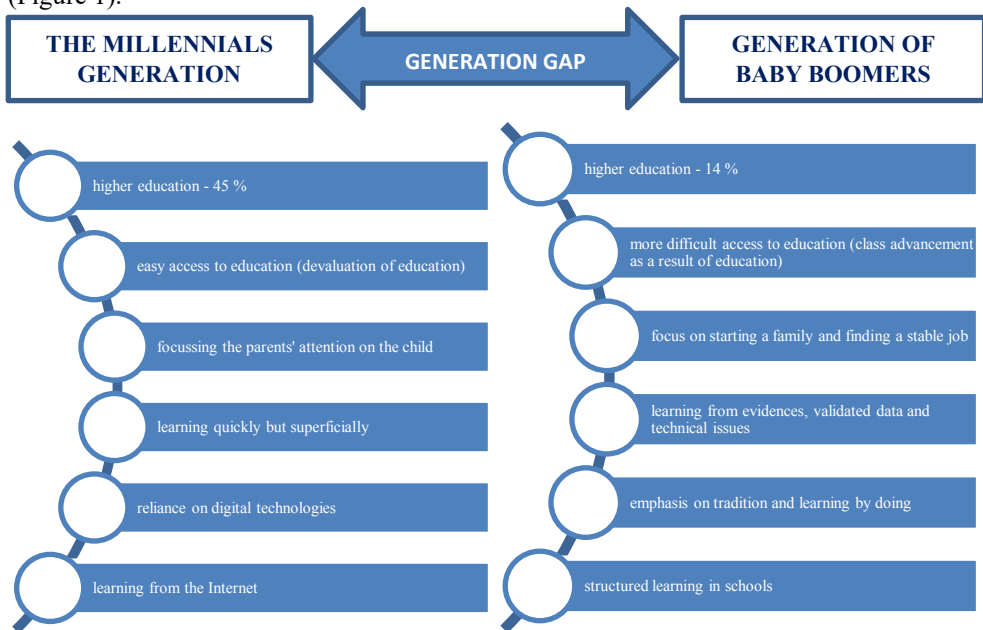 (Figure 1).
THE MILLENNIALS
GENERATION
GENERATION GAP
GENERATION OF
BABY BOOMERS
higher education - 45 %
easy access to education (devaluation of education)
focussing the parents' attention on the child
learning quickly but superficially
reliance on digital technologies
learning from the Internet
higher education - 14 %
more difficult access to education (class advancement
as a result of education)
focus on starting a family and finding a stable job
learning from evidences, validated data and
technical issues
emphasis on tradition and learning by doing
structured learning in schools